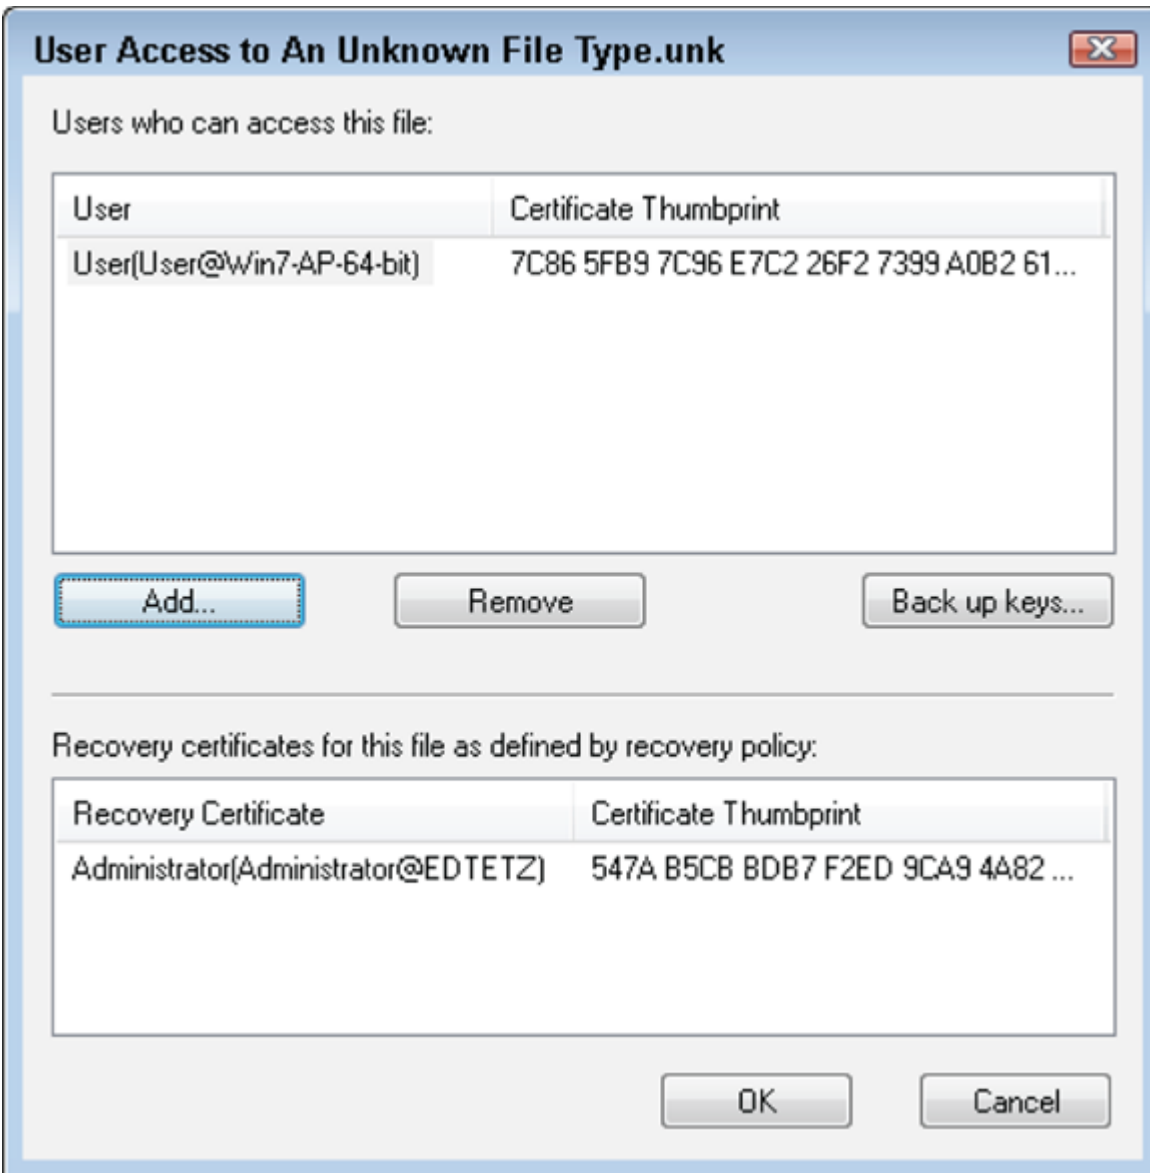 User Access to An Unknown File Type.unk
Users who can access this file:
User Certificate Thumbprint
User(User@Win7-AP-64-bit) 7C86 5FB9 7C96 E7C2 26F2 7399 A0B2 61...
Add... Remove Back up keys...
Recovery certificates for this file as defined by recovery policy:
Recovery Certificate Certificate Thumbprint
Administrator(Administrator@EDTETZ) 547A B5CB BDB7 F2ED 9CA9 4A82 ...
OK Cancel